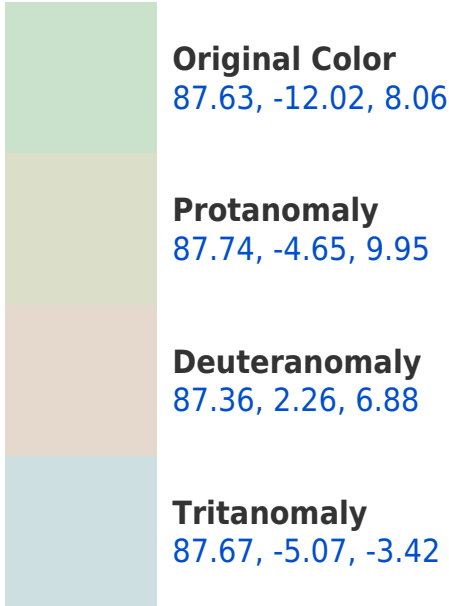 Original Color
87.63, -12.02, 8.06
Protanomaly
87.74, -4.65, 9.95
Deuteranomaly
87.36, 2.26, 6.88
Tritanomaly
87.67, -5.07, -3.42